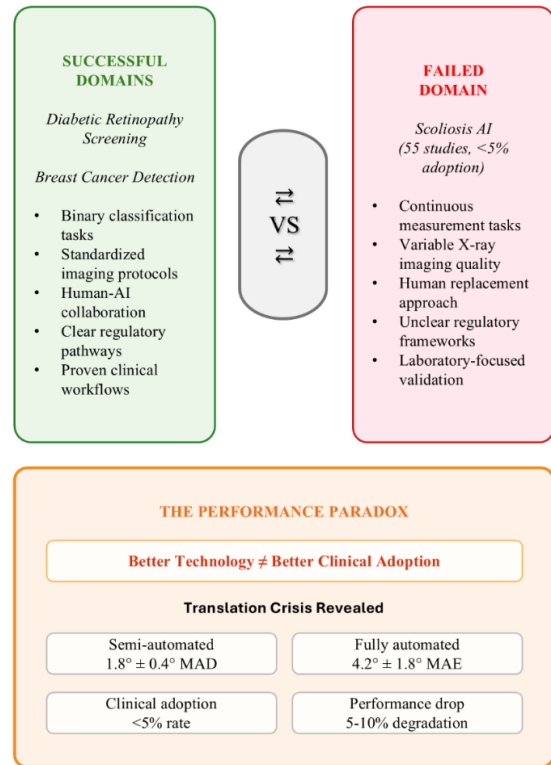 SUCCESSFUL
DOMAINS
Diabetic Retinopathy
Screening
Breast Cancer Detection
• Binary classification
tasks
• Standardized
imaging protocols
• Human-AI
collaboration
• Clear regulatory
pathways
• Proven clinical
workflows
⇄
VS
⇄
FAILED
DOMAIN
Scoliosis AI
(55 studies, <5%
adoption)
• Continuous
measurement tasks
• Variable X-ray
imaging quality
• Human replacement
approach
• Unclear regulatory
frameworks
• Laboratory-focused
validation
THE PERFORMANCE PARADOX
Better Technology ≠ Better Clinical Adoption
Translation Crisis Revealed
Semi-automated
1.8° ± 0.4° MAD
Fully automated
4.2° ± 1.8° MAE
Clinical adoption
<5% rate
Performance drop
5-10% degradation